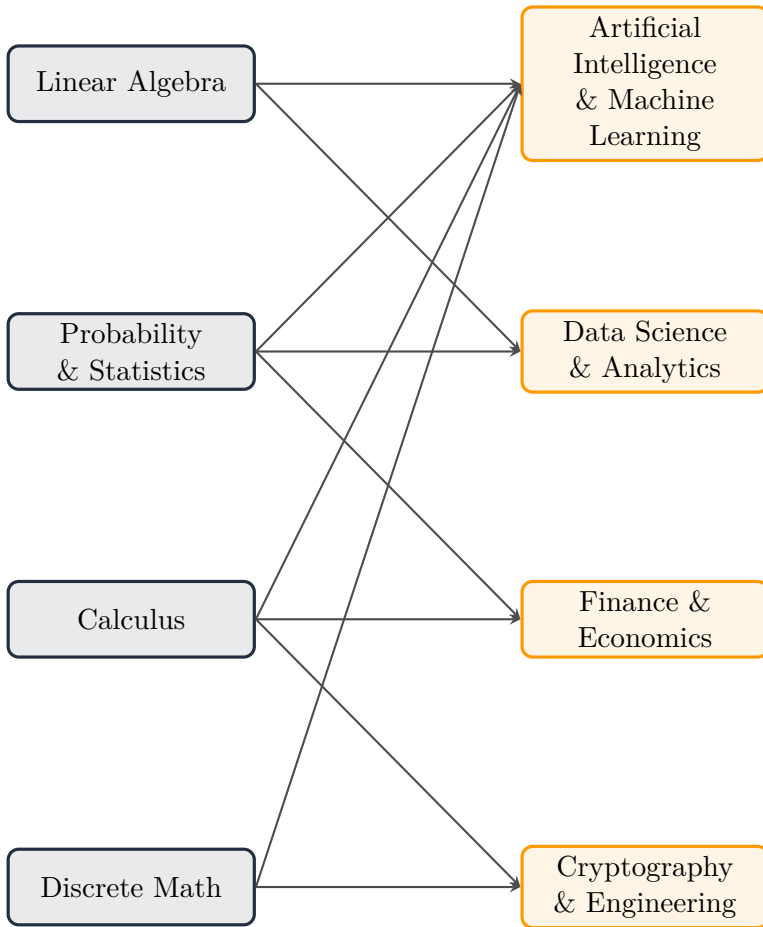 Linear Algebra
Artificial
Intelligence
& Machine
Learning
Probability
& Statistics
Data Science
& Analytics
Calculus
Finance &
Economics
Discrete Math
Cryptography
& Engineering